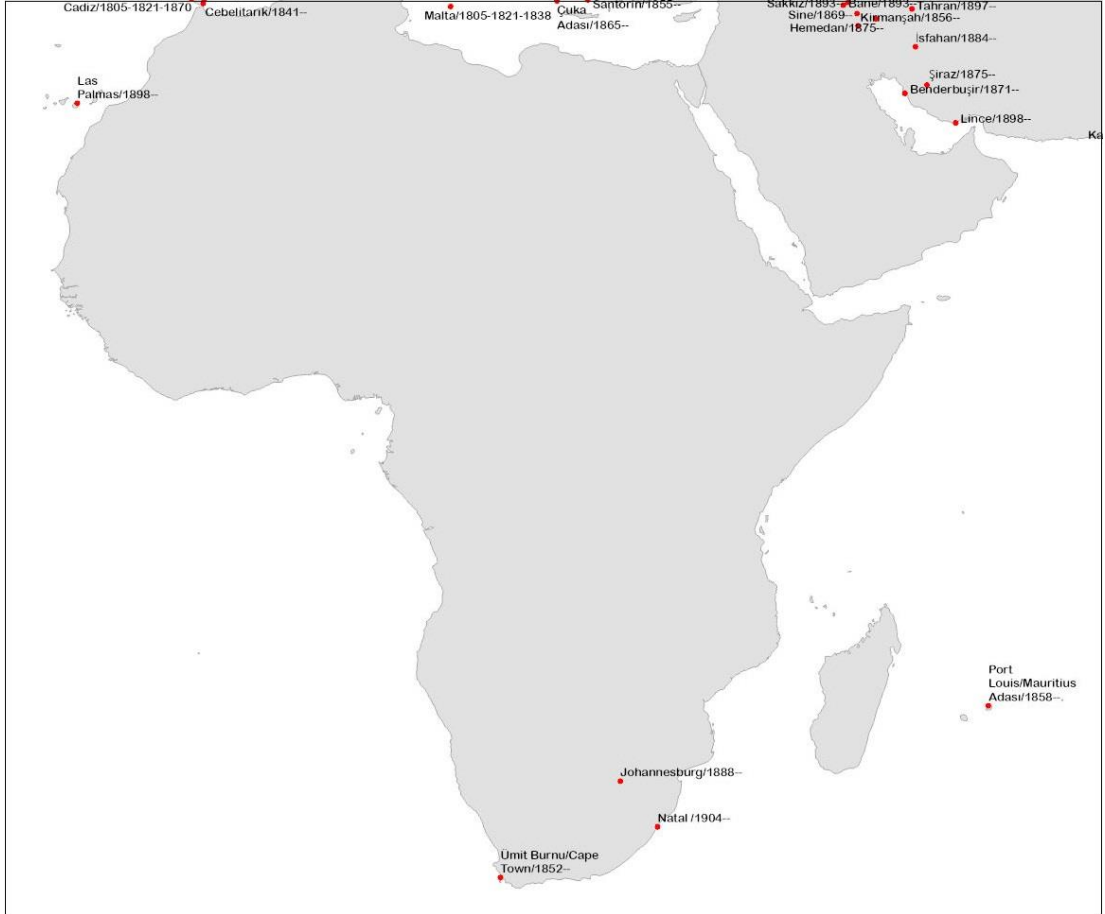 Cadiz/1805-1821-1870
Cebelitarık/1841--
Malta/1805-1821-1838
Çuka
Adası/1865--
Santorin/1855--
Sakkız/1893--
Bane/1893--
Tahran/1897--
Sine/1869--
Kirmanşah/1856--
Hemedan/1875--
İsfahan/1884--
Las
Palmas/1898--
Şiraz/1875--
Benderbuşir/1871--
Lince/1898--
Ka
Port
Louis/Mauritius
Adası/1858--.
Johannesburg/1888--
Natal /1904--
Ümit Burnu/Cape
Town/1852--